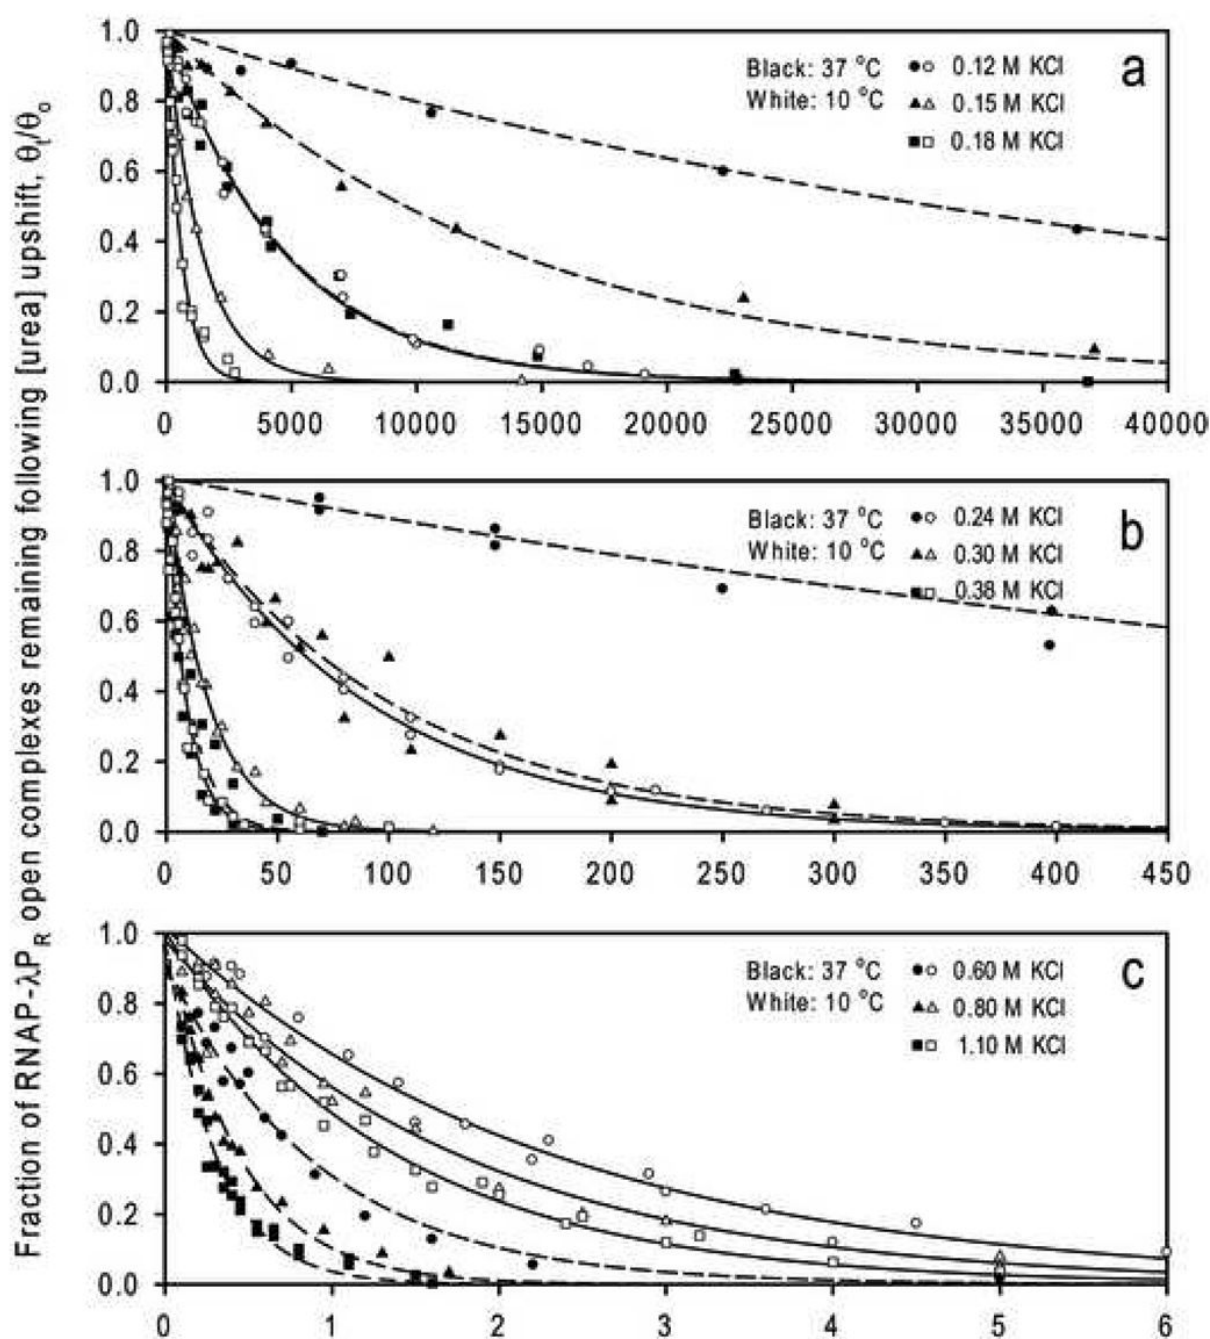 Fraction of RNAP-λP_R open complexes remaining following [urea] upshift, θ_t/θ_o
1.0
0.8
0.6
0.4
0.2
0.0
Black: 37 °C
White: 10 °C
0.12 M KCl
0.15 M KCl
0.18 M KCl
a
0 5000 10000 15000 20000 25000 30000 35000 40000
1.0
0.8
0.6
0.4
0.2
0.0
Black: 37 °C
White: 10 °C
0.24 M KCl
0.30 M KCl
0.38 M KCl
b
0 50 100 150 200 250 300 350 400 450
1.0
0.8
0.6
0.4
0.2
0.0
Black: 37 °C
White: 10 °C
0.60 M KCl
0.80 M KCl
1.10 M KCl
c
0 1 2 3 4 5 6